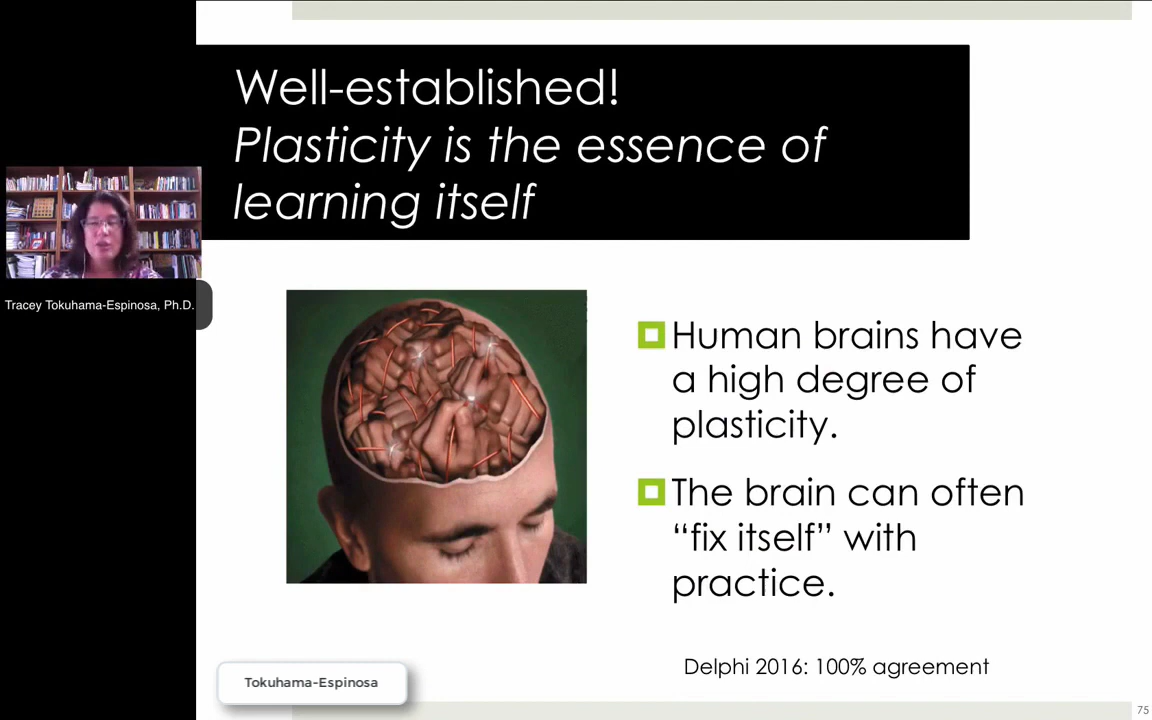 Well-established!
Plasticity is the essence of
learning itself
Tracey Tokuhama-Espinosa, Ph.D.
Human brains have
a high degree of
plasticity.
The brain can often
“fix itself” with
practice.
Delphi 2016: 100% agreement
Tokuhama-Espinosa
75